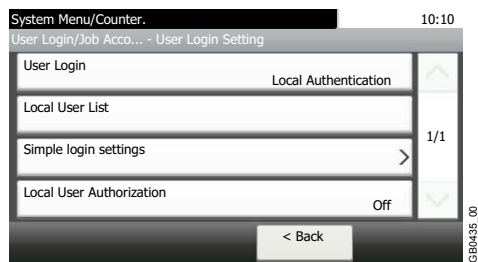 System Menu/Counter.
10:10
User Login/Job Acco... - User Login Setting
User Login
Local Authentication
Local User List
1/1
Simple login settings
Local User Authorization
Off
< Back
GB0435_00